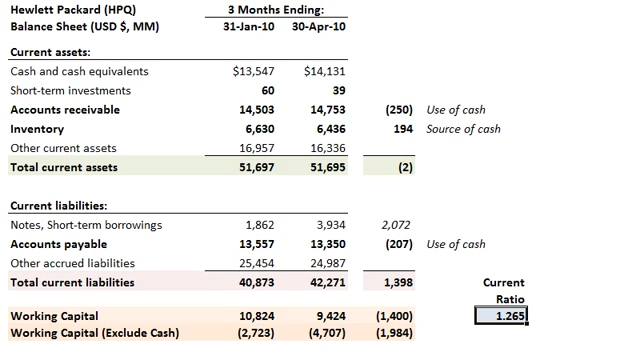 Hewlett Packard (HPQ) 3 Months Ending:
Balance Sheet (USD $, MM) 31-Jan-10 30-Apr-10
Current assets:
Cash and cash equivalents $13,547 $14,131
Short-term investments 60 39
Accounts receivable 14,503 14,753 (250) Use of cash
Inventory 6,630 6,436 194 Source of cash
Other current assets 16,957 16,336
Total current assets 51,697 51,695 (2)
Current liabilities:
Notes, Short-term borrowings 1,862 3,934 2,072
Accounts payable 13,557 13,350 (207) Use of cash
Other accrued liabilities 25,454 24,987
Total current liabilities 40,873 42,271 1,398 Current
Ratio
Working Capital 10,824 9,424 (1,400) 1.265
Working Capital (Exclude Cash) (2,723) (4,707) (1,984)